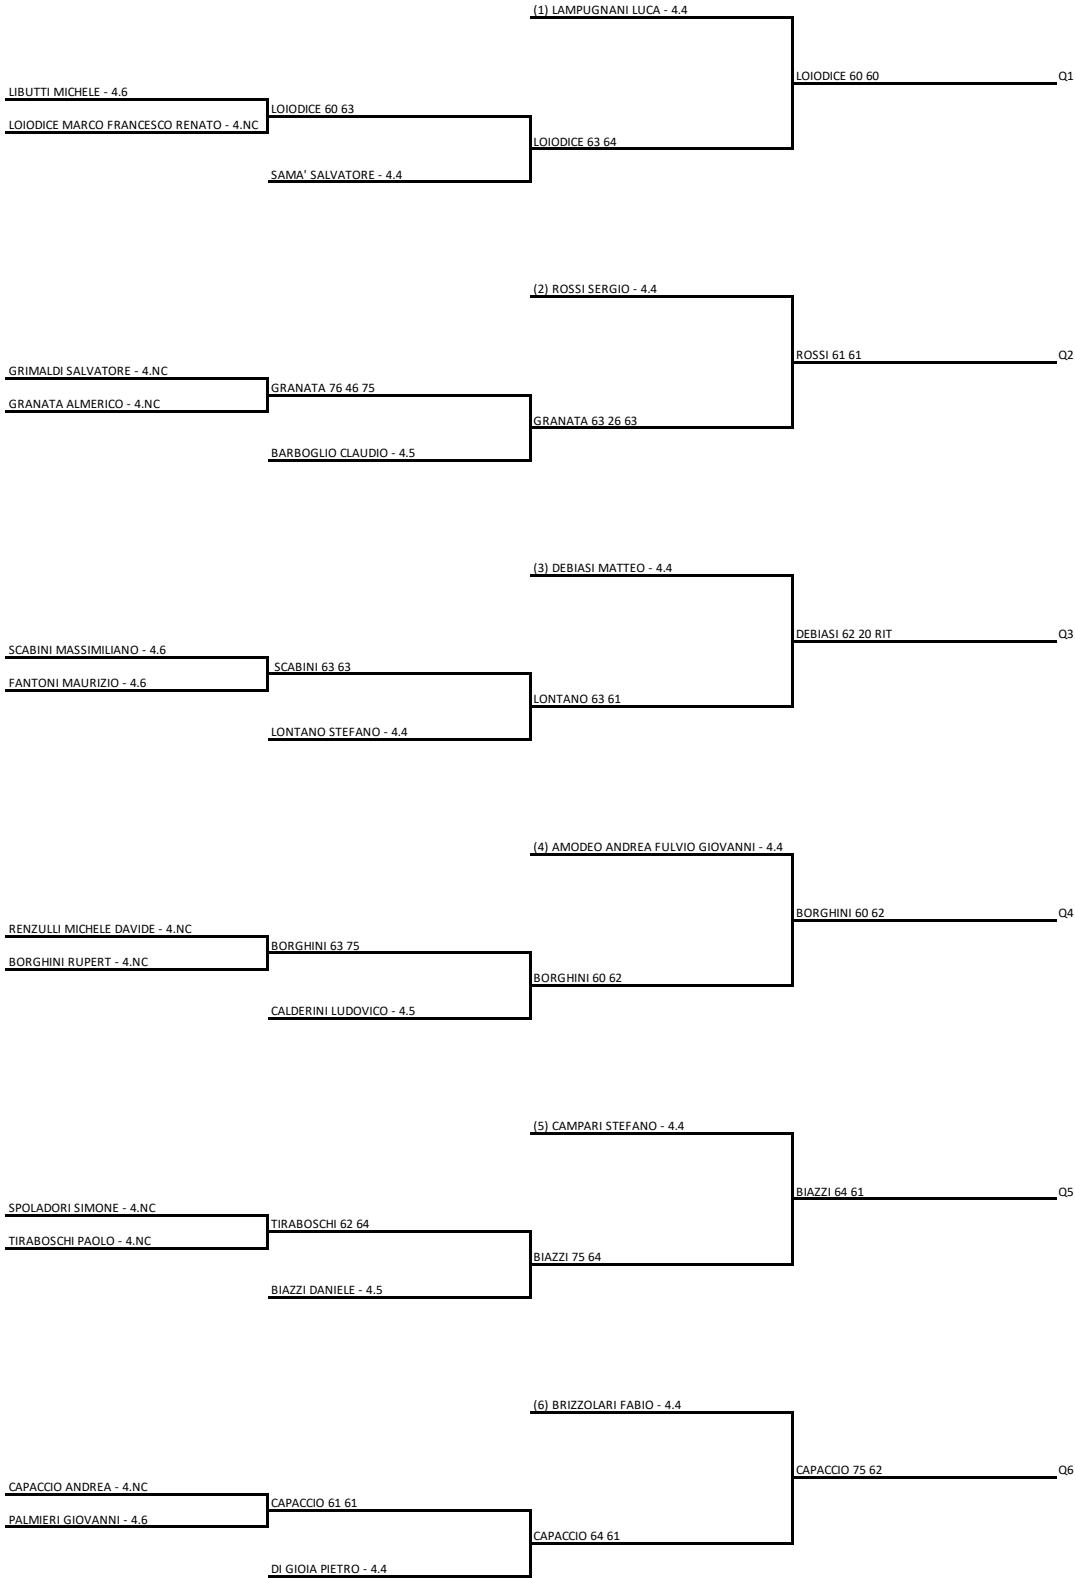 (1) LAMPUGNANI LUCA - 4.4
LOIODICE 60 60
Q1
LIBUTTI MICHELE - 4.6
LOIODICE 60 63
LOIODICE MARCO FRANCESCO RENATO - 4.NC
LOIODICE 63 64
SAMA' SALVATORE - 4.4
(2) ROSSI SERGIO - 4.4
ROSSI 61 61
Q2
GRIMALDI SALVATORE - 4.NC
GRANATA 76 46 75
GRANATA ALMERICO - 4.NC
GRANATA 63 26 63
BARBOGLIO CLAUDIO - 4.5
(3) DEBIASI MATTEO - 4.4
DEBIASI 62 20 RIT
Q3
SCABINI MASSIMILIANO - 4.6
SCABINI 63 63
FANTONI MAURIZIO - 4.6
LONTANO 63 61
LONTANO STEFANO - 4.4
(4) AMODEO ANDREA FULVIO GIOVANNI - 4.4
BORGHINI 60 62
Q4
RENZULLI MICHELE DAVIDE - 4.NC
BORGHINI 63 75
BORGHINI RUPERT - 4.NC
BORGHINI 60 62
CALDERINI LUDOVICO - 4.5
(5) CAMPARI STEFANO - 4.4
BIAZZI 64 61
Q5
SPOLADORI SIMONE - 4.NC
TIRABOSCHI 62 64
TIRABOSCHI PAOLO - 4.NC
BIAZZI 75 64
BIAZZI DANIELE - 4.5
(6) BRIZZOLARI FABIO - 4.4
CAPACCIO 75 62
Q6
CAPACCIO ANDREA - 4.NC
CAPACCIO 61 61
PALMIERI GIOVANNI - 4.6
CAPACCIO 64 61
DI GIOIA PIETRO - 4.4